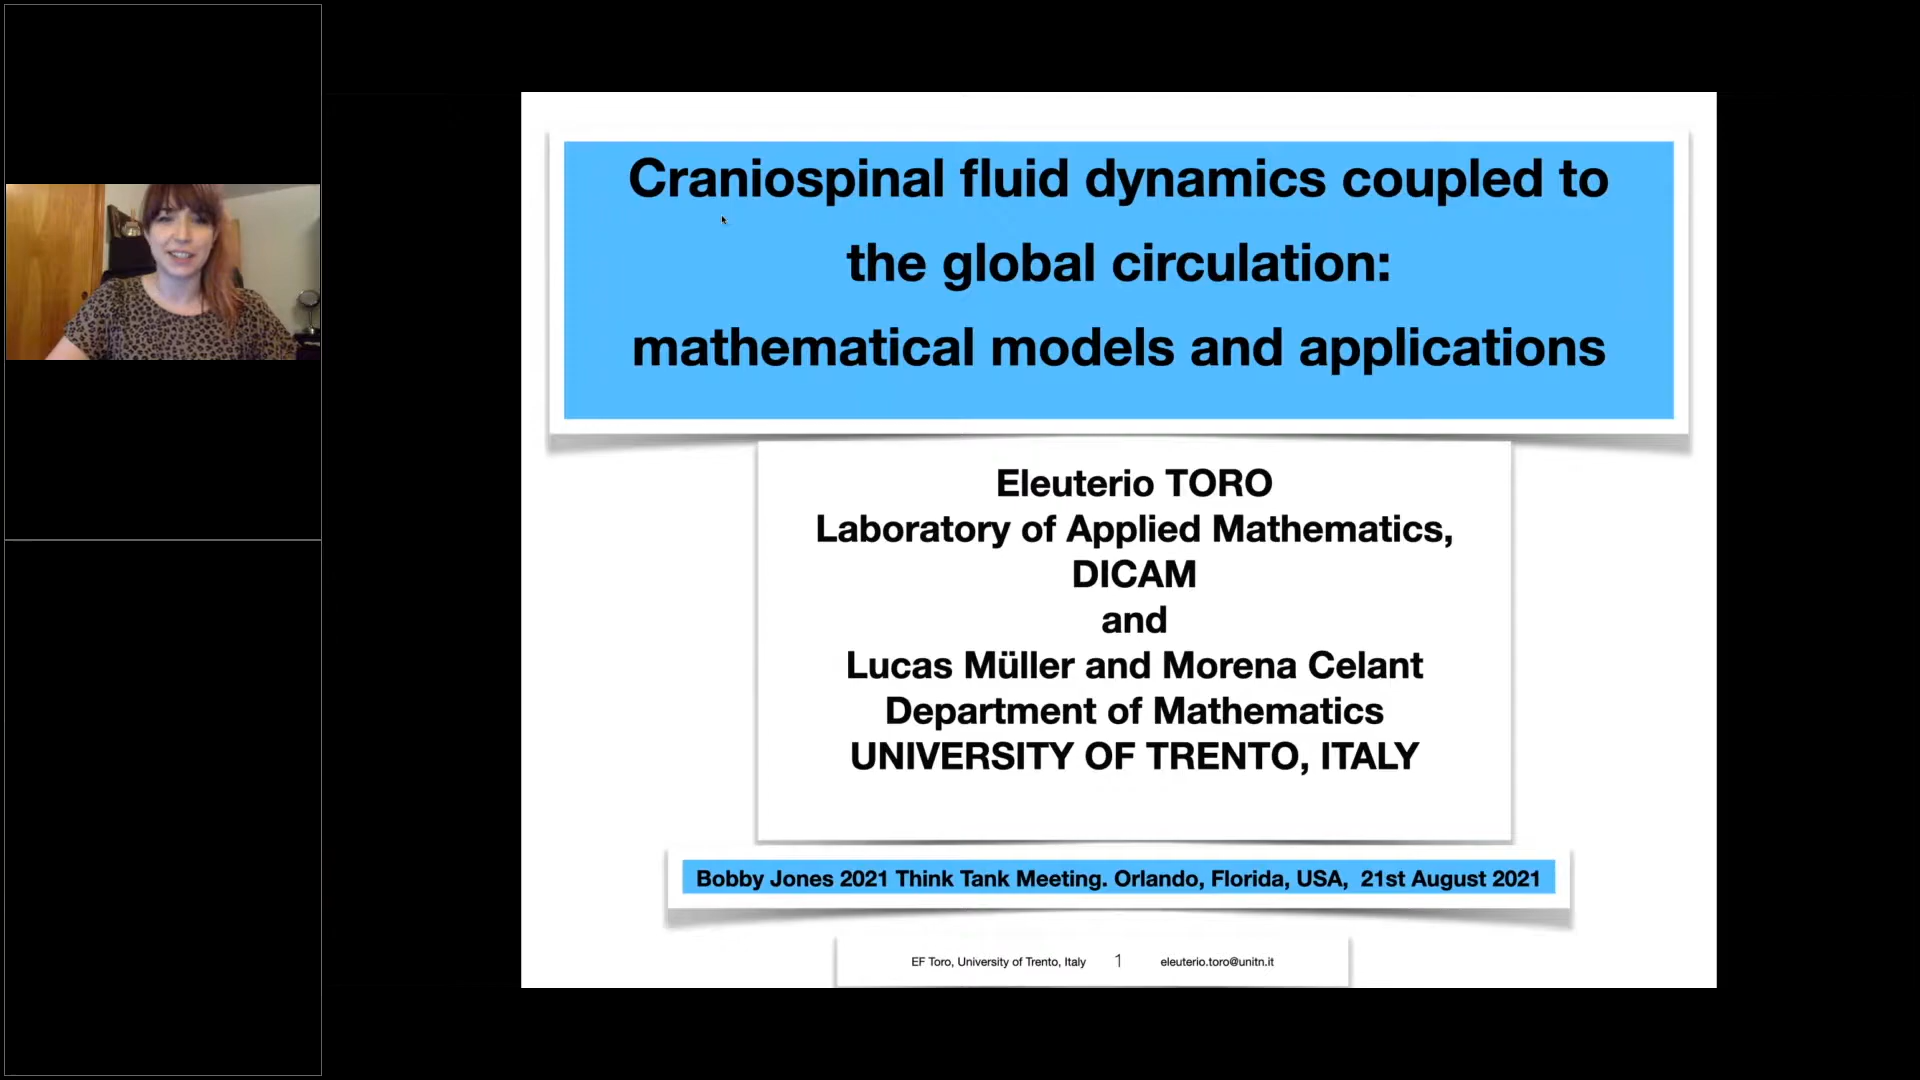 Craniospinal fluid dynamics coupled to
the global circulation:
mathematical models and applications
Eleuterio TORO
Laboratory of Applied Mathematics,
DICAM
and
Lucas Müller and Morena Celant
Department of Mathematics
UNIVERSITY OF TRENTO, ITALY
Bobby Jones 2021 Think Tank Meeting. Orlando, Florida, USA, 21st August 2021
EF Toro, University of Trento, Italy 1 eleuterio.toro@unitn.it